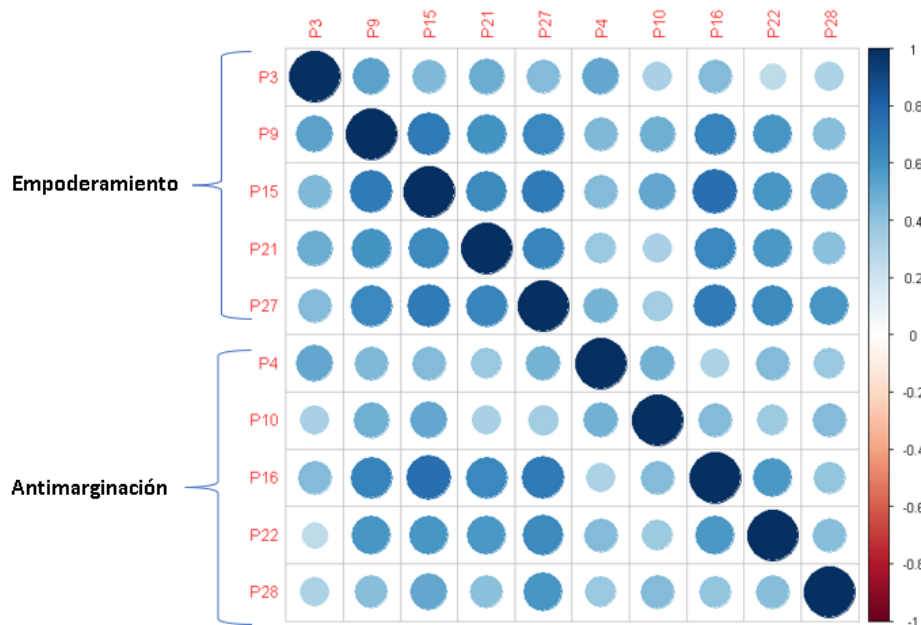 P3 P9 P15 P21 P27 P4 P10 P16 P22 P28
P3
P9
P15
P21
P27
P4
P10
P16
P22
P28
Empoderamiento
Antimarginación
1
0.8
0.6
0.4
0.2
0
-0.2
-0.4
-0.6
-0.8
-1